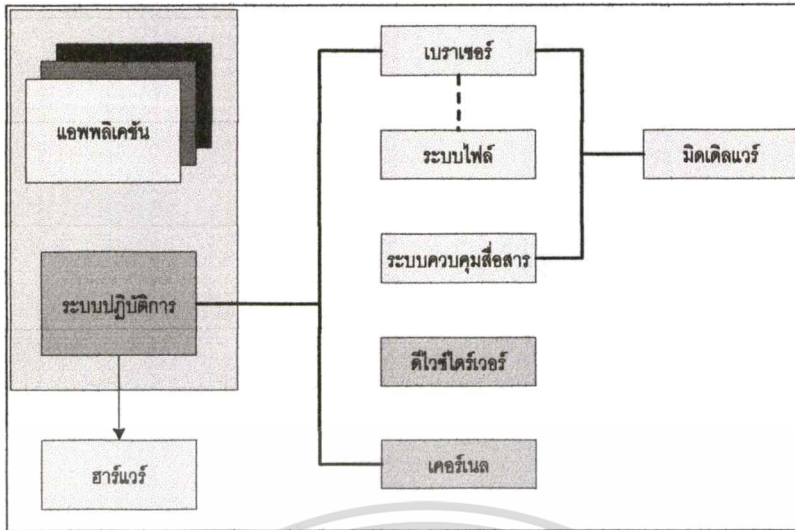 แอพพลิเคชัน
ระบบปฏิบัติการ
ฮาร์แวร์
เบราเซอร์
ระบบไฟล์
ระบบควบคุมสื่อสาร
ดีไวซ์ไดร์เวอร์
เคอร์เนล
มิดเดิลแวร์